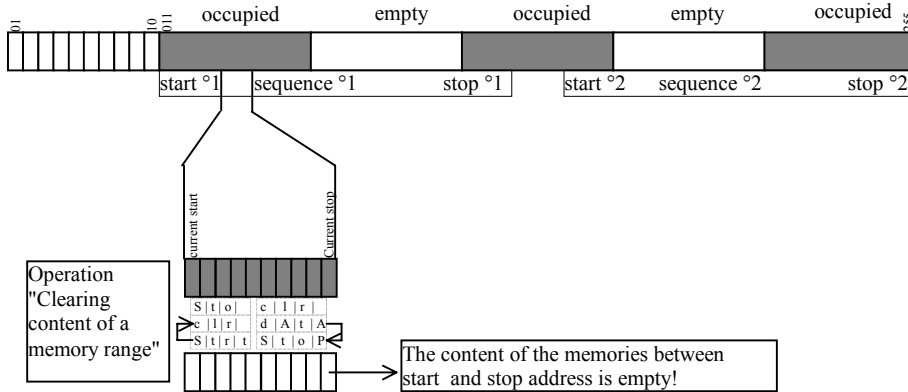 occupied empty occupied empty occupied
01 10 011 255
start °1 sequence °1 stop °1 start °2 sequence °2 stop °2
current start
Current stop
Operation
"Clearing
content of a
memory range"
S|t|o| c|l|r|
c|l|r| d|A|t|A
S|t|r|t S|t|o|P
The content of the memories between
start and stop address is empty!